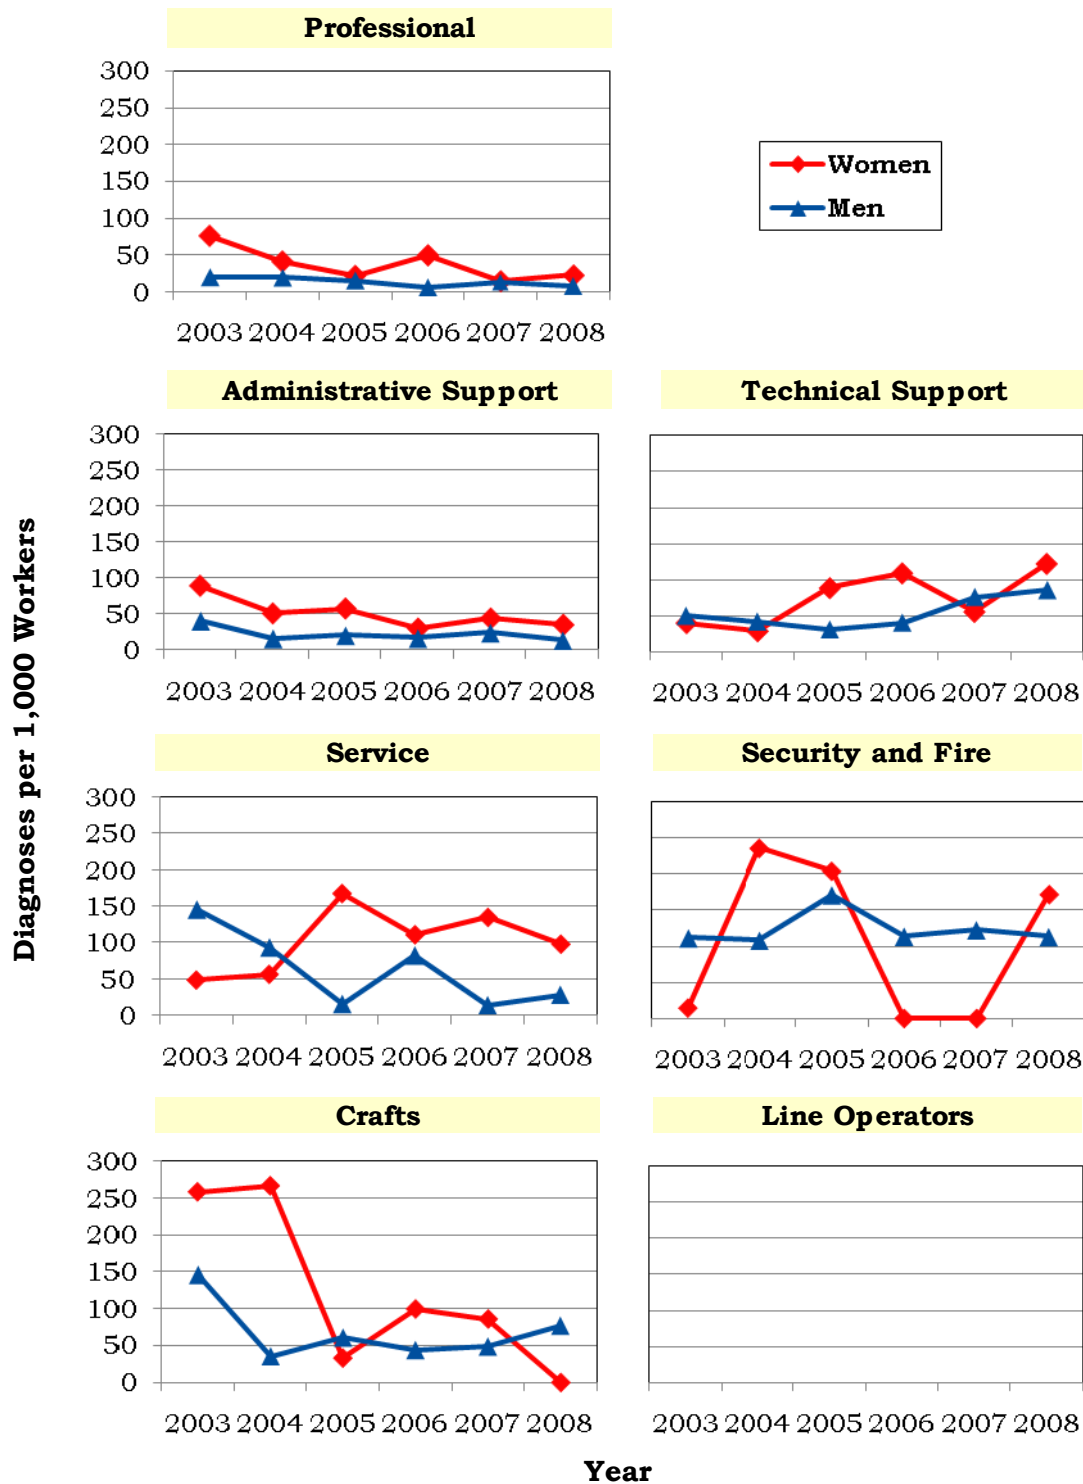 Professional
300
250
200
150
100
50
0
2003 2004 2005 2006 2007 2008
Women
Men
Administrative Support
300
250
200
150
100
50
0
2003 2004 2005 2006 2007 2008
Technical Support
2003 2004 2005 2006 2007 2008
Service
300
250
200
150
100
50
0
2003 2004 2005 2006 2007 2008
Security and Fire
2003 2004 2005 2006 2007 2008
Crafts
300
250
200
150
100
50
0
2003 2004 2005 2006 2007 2008
Line Operators
2003 2004 2005 2006 2007 2008
Diagnoses per 1,000 Workers
Year